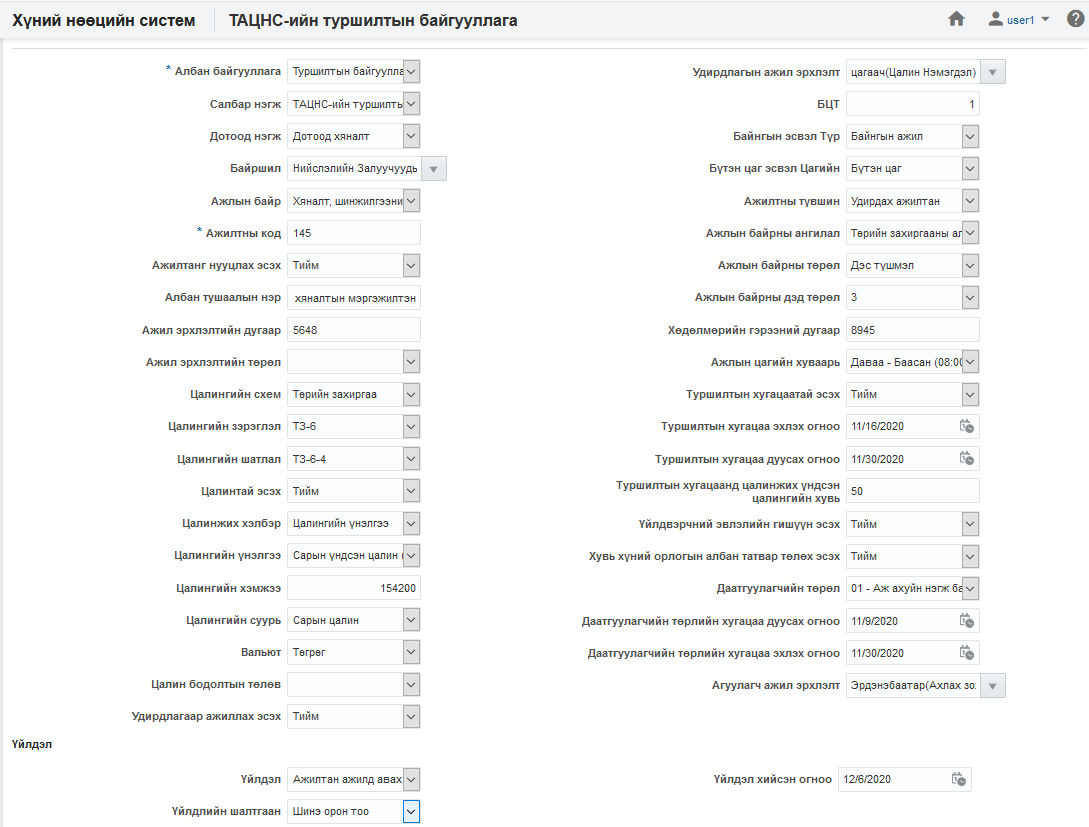 Хүний нөөцийн систем ТАЦНС-ийн туршилтын байгууллага user1
* Албан байгууллага Туршилтын байгуулла
Салбар нэгж ТАЦНС-ийн туршилть
Дотоод нэгж Дотоод хяналт
Байршил Нийслэлийн Залуучуудь
Ажлын байр Хяналт, шинжилгээни
* Ажилтны код 145
Ажилтанг нууцлах эсэх Тийм
Албан тушаалын нэр хяналтын мэргэжилтэн
Ажил эрхлэлтийн дугаар 5648
Ажил эрхлэлтийн төрөл
Цалингийн схем Төрийн захиргаа
Цалингийн зэрэглэл ТЗ-6
Цалингийн шатлал ТЗ-6-4
Цалинтай эсэх Тийм
Цалинжих хэлбэр Цалингийн үнэлгээ
Цалингийн үнэлгээ Сарын үндсэн цалин (
Цалингийн хэмжээ 154200
Цалингийн суурь Сарын цалин
Вальют Төгрөг
Цалин бодолтын төлөв
Удирдлагаар ажиллах эсэх Тийм
Удирдлагын ажил эрхлэлт цагаач(Цалин Нэмэгдэл)
БЦТ 1
Байнгын эсвэл Түр Байнгын ажил
Бүтэн цаг эсвэл Цагийн Бүтэн цаг
Ажилтны түвшин Удирдах ажилтан
Ажлын байрны ангилал Төрийн захиргааны ал
Ажлын байрны төрөл Дэс түшмэл
Ажлын байрны дэд төрөл 3
Хөдөлмөрийн гэрээний дугаар 8945
Ажлын цагийн хуваарь Даваа - Баасан (08:00
Туршилтын хугацаатай эсэх Тийм
Туршилтын хугацаа эхлэх огноо 11/16/2020
Туршилтын хугацаа дуусах огноо 11/30/2020
Туршилтын хугацаанд цалинжих үндсэн
цалингийн хувь 50
Үйлдвэрчний эвлэлийн гишүүн эсэх Тийм
Хувь хүний орлогын албан татвар төлөх эсэх Тийм
Даатгуулагчийн төрөл 01 - Аж ахуйн нэгж ба
Даатгуулагчийн төрлийн хугацаа дуусах огноо 11/9/2020
Даатгуулагчийн төрлийн хугацаа эхлэх огноо 11/30/2020
Агуулагч ажил эрхлэлт Эрдэнэбаатар(Ахлах зо
Үйлдэл
Үйлдэл Ажилтан ажилд авах
Үйлдлийн шалтгаан Шинэ орон тоо
Үйлдэл хийсэн огноо 12/6/2020